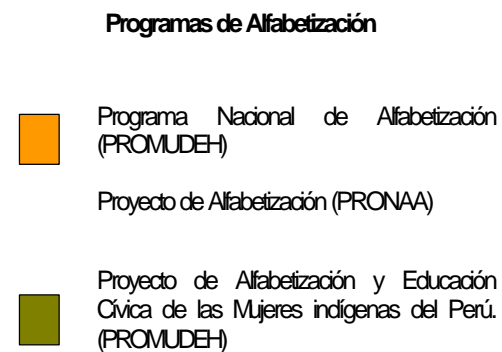 Programas de Alfabetización
Programa Nacional de Alfabetización
(PROMUDEH)
Proyecto de Alfabetización (PRONAA)
Proyecto de Alfabetización y Educación
Cívica de las Mujeres indígenas del Perú.
(PROMUDEH)